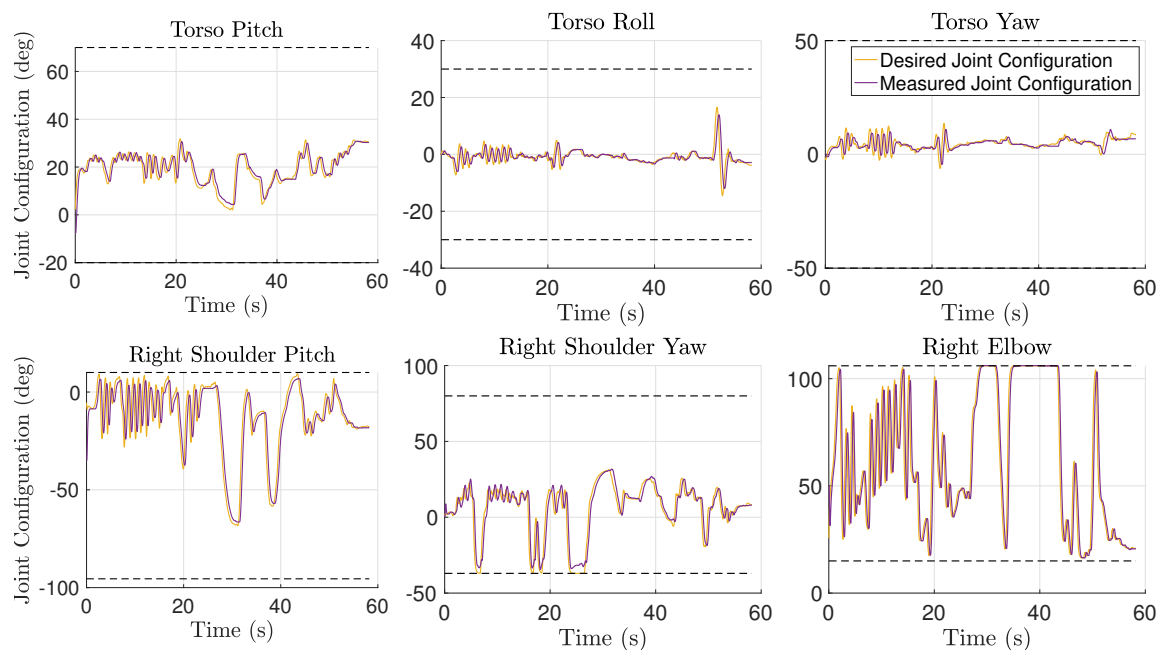 Torso Pitch
Torso Roll
Torso Yaw
Joint Configuration (deg)
60
40
20
0
-20
0
20
40
60
Time (s)
40
20
0
-20
-40
0
20
40
60
Time (s)
50
0
-50
0
20
40
60
Time (s)
Desired Joint Configuration
Measured Joint Configuration
Right Shoulder Pitch
Right Shoulder Yaw
Right Elbow
Joint Configuration (deg)
0
-50
-100
0
20
40
60
Time (s)
100
50
0
-50
0
20
40
60
Time (s)
100
50
0
0
20
40
60
Time (s)